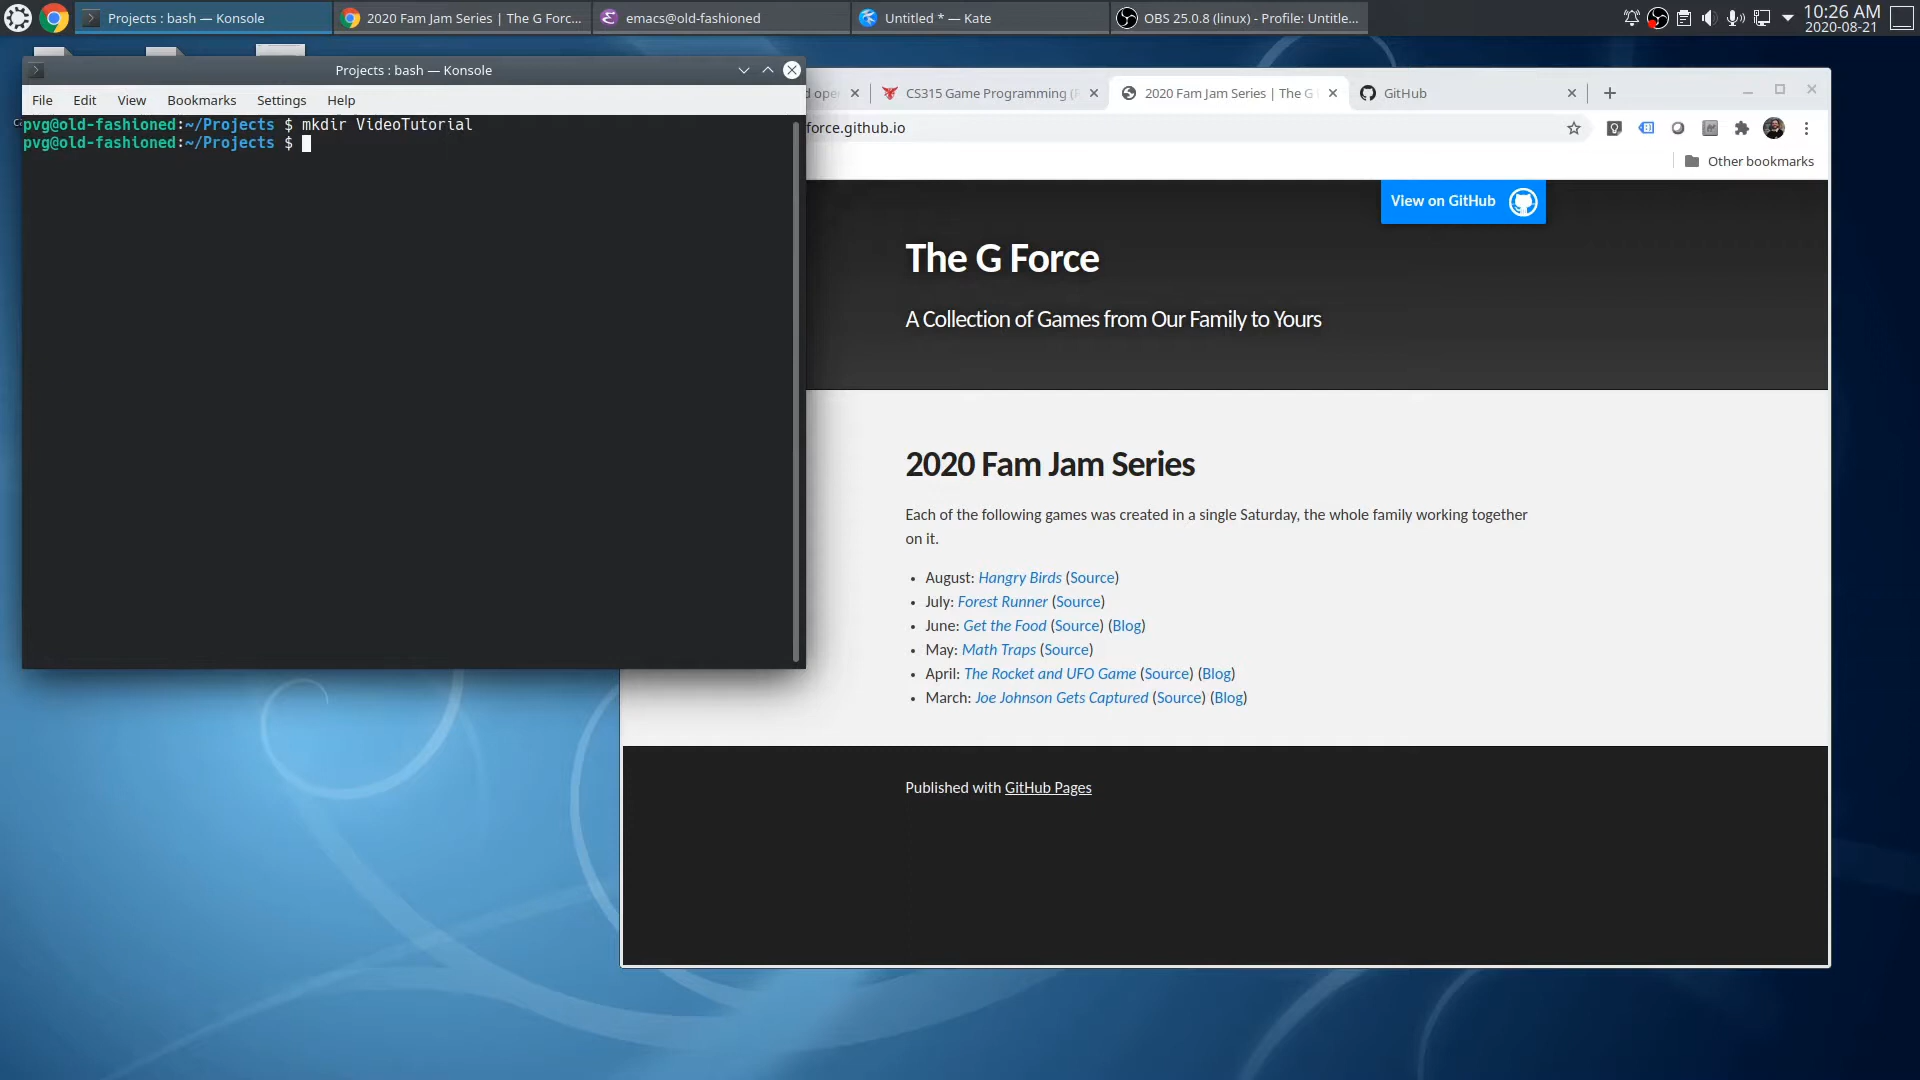 Projects : bash — Konsole
2020 Fam Jam Series | The G Forc...
emacs@old-fashioned
Untitled * — Kate
OBS 25.0.8 (linux) - Profile: Untitle...
10:26 AM
2020-08-21
Projects : bash — Konsole
File Edit View Bookmarks Settings Help
pvg@old-fashioned:~/Projects $ mkdir VideoTutorial
pvg@old-fashioned:~/Projects $
CS315 Game Programming
2020 Fam Jam Series | The G
GitHub
force.github.io
Other bookmarks
View on GitHub
The G Force
A Collection of Games from Our Family to Yours
2020 Fam Jam Series
Each of the following games was created in a single Saturday, the whole family working together
on it.
• August: Hangry Birds (Source)
• July: Forest Runner (Source)
• June: Get the Food (Source) (Blog)
• May: Math Traps (Source)
• April: The Rocket and UFO Game (Source) (Blog)
• March: Joe Johnson Gets Captured (Source) (Blog)
Published with GitHub Pages